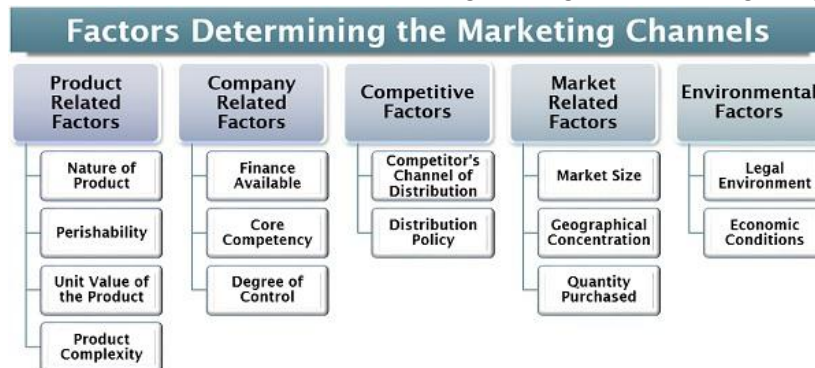 Factors Determining the Marketing Channels
Product
Related
Factors
Nature of
Product
Perishability
Unit Value of
the Product
Product
Complexity
Company
Related
Factors
Finance
Available
Core
Competency
Degree of
Control
Competitive
Factors
Competitor's
Channel of
Distribution
Distribution
Policy
Market
Related
Factors
Market Size
Geographical
Concentration
Quantity
Purchased
Environmental
Factors
Legal
Environment
Economic
Conditions